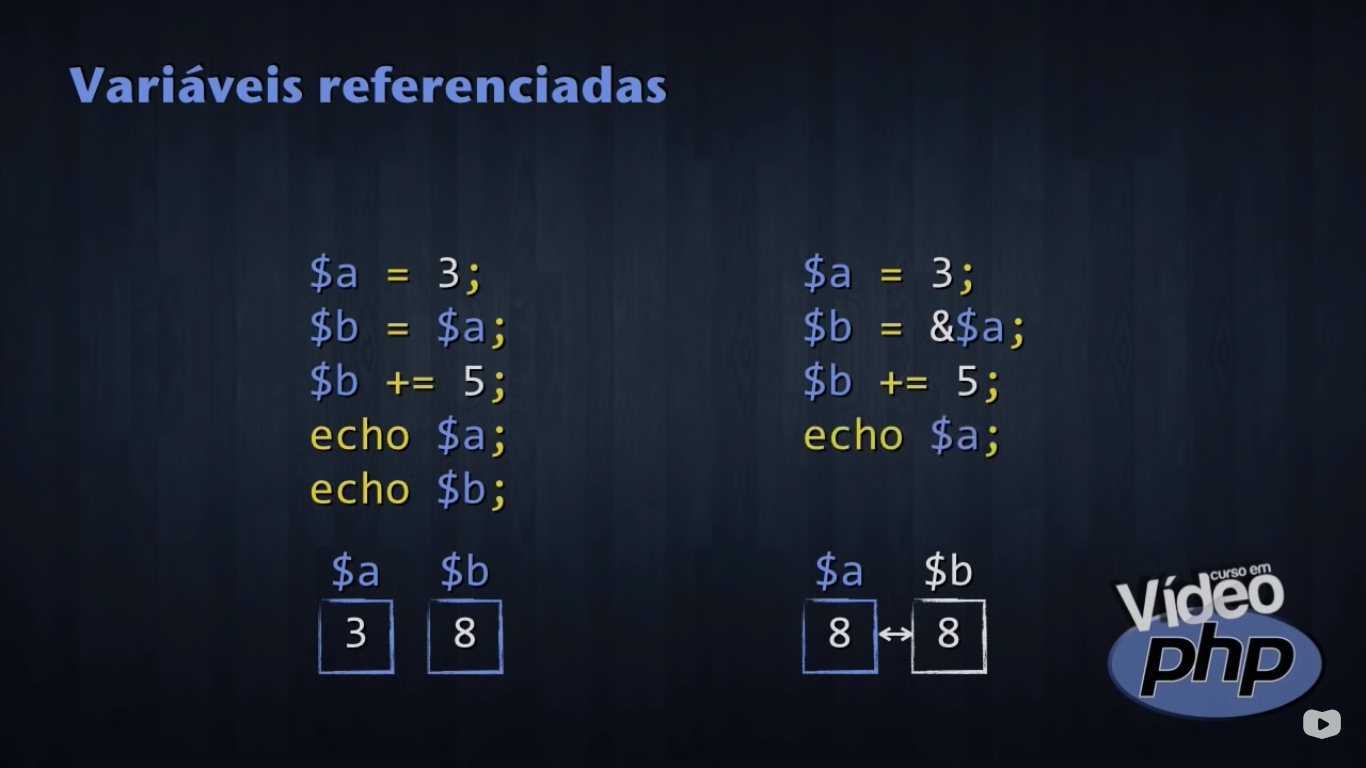 Variáveis referenciadas
$a = 3;
$b = $a;
$b += 5;
echo $a;
echo $b;
$a $b
3 8
$a = 3;
$b = &$a;
$b += 5;
echo $a;
$a $b
8 ↔ 8
curso em
Vídeo
php